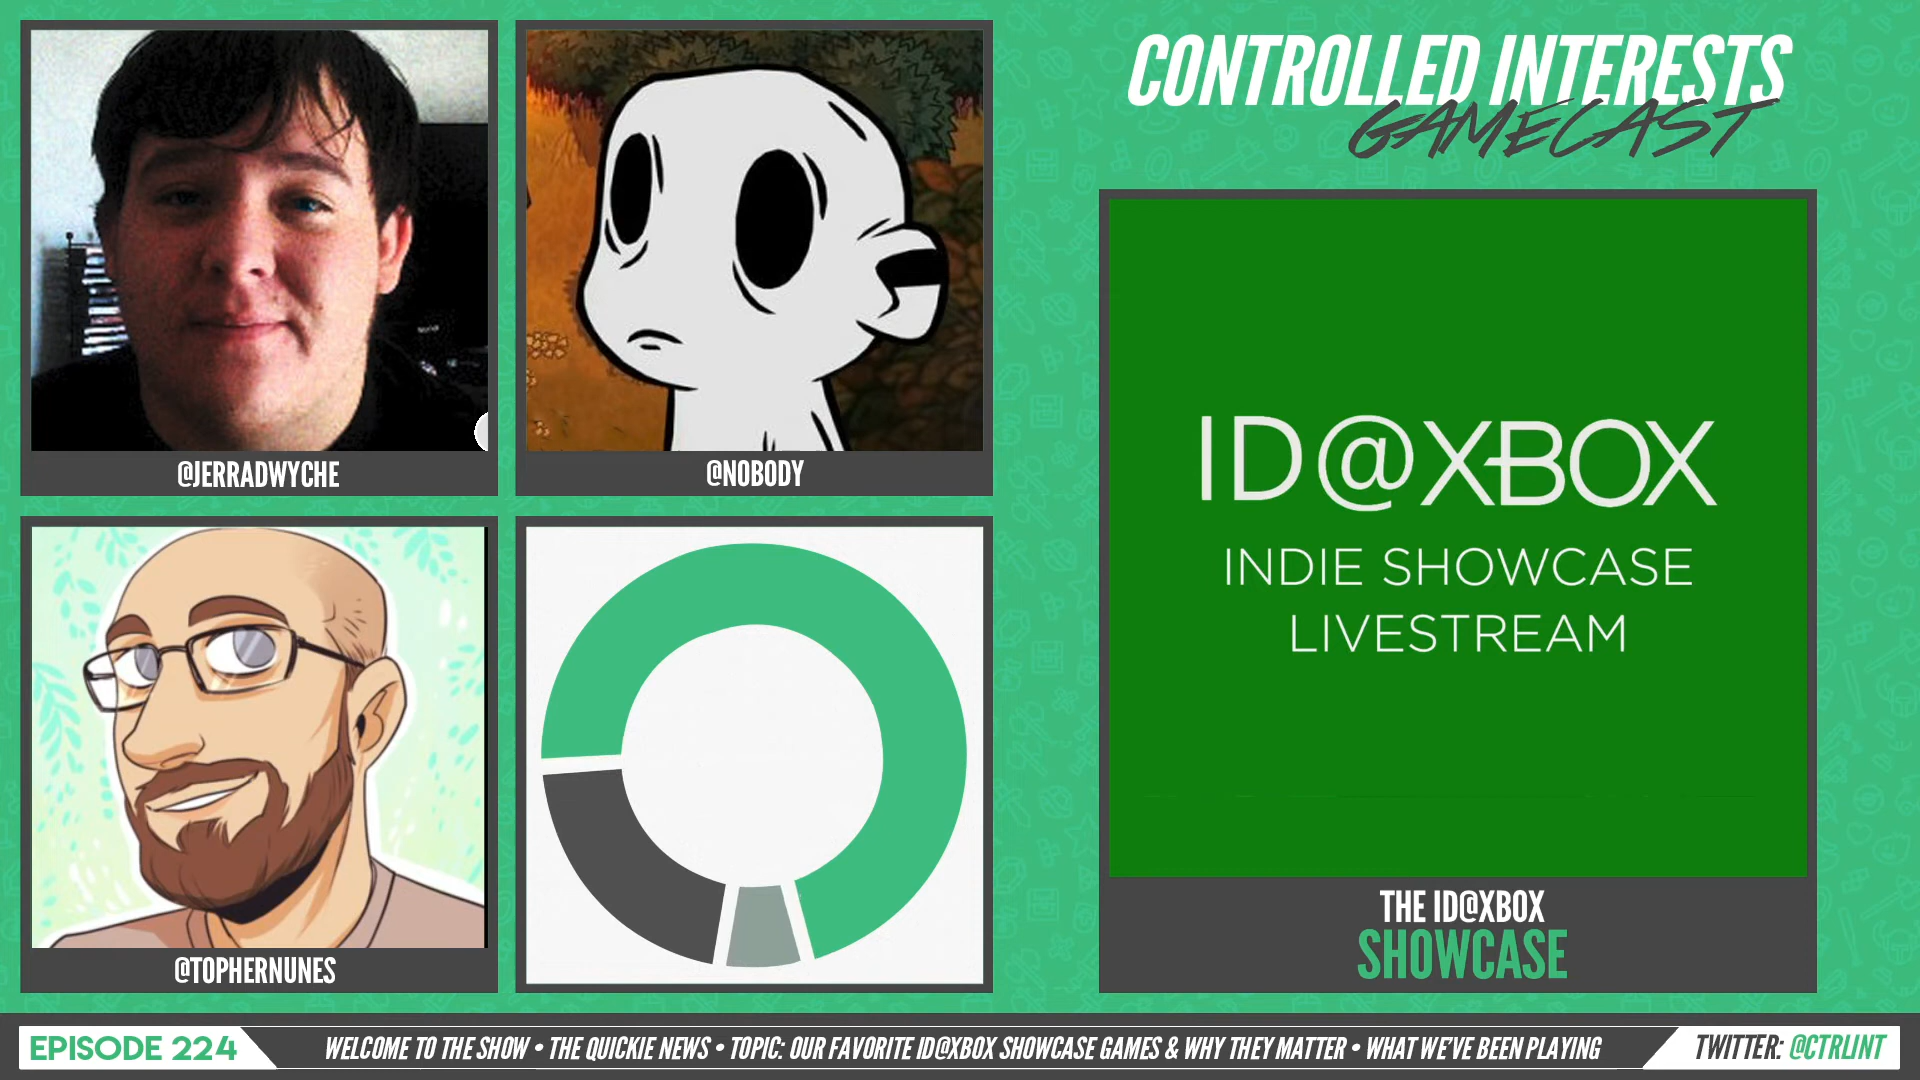 CONTROLLED INTERESTS
GAMECAST
@JERRADWYCHE
@NOBODY
@TOPHERNUNES
ID@XBOX
INDIE SHOWCASE
LIVESTREAM
THE ID@XBOX
SHOWCASE
EPISODE 224
WELCOME TO THE SHOW • THE QUICKIE NEWS • TOPIC: OUR FAVORITE ID@XBOX SHOWCASE GAMES & WHY THEY MATTER • WHAT WE'VE BEEN PLAYING
TWITTER: @CTRLINT